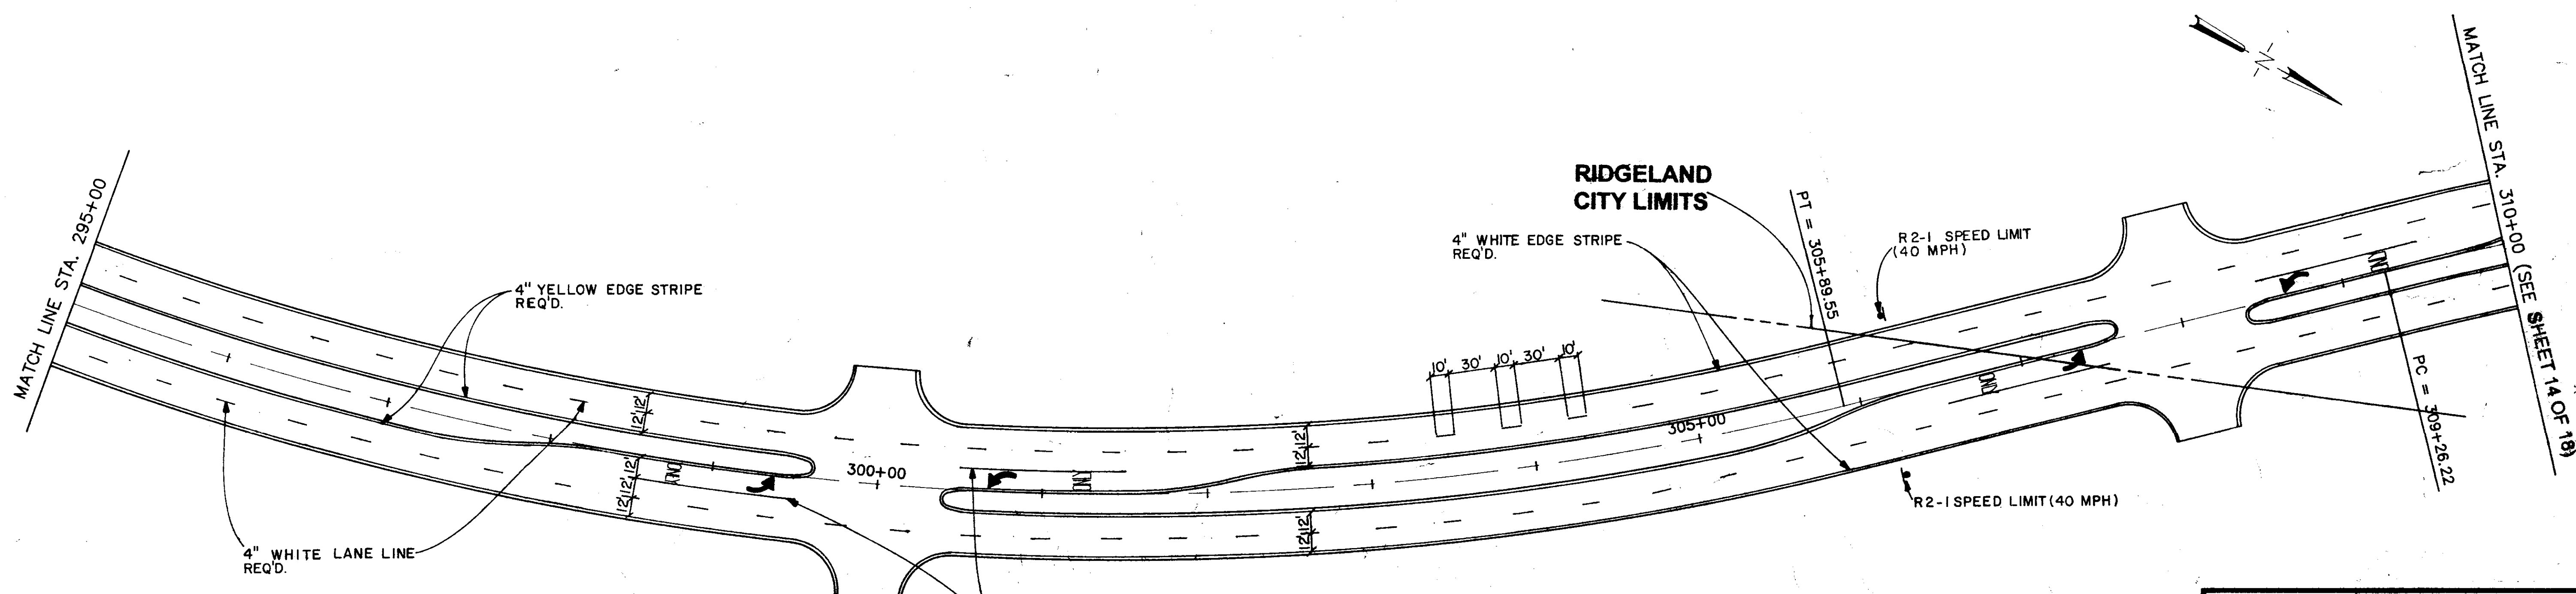 MATCH LINE STA. 295+00
4" YELLOW EDGE STRIPE
REQ'D.
4" WHITE LANE LINE
REQ'D.
12' 12'
12' 12' 12'
ONLY
300+00
ONLY
12' 12'
12' 12'
10' 30' 10' 30' 10'
4" WHITE EDGE STRIPE
REQ'D.
RIDGELAND
CITY LIMITS
305+00
PT = 305+89.55
R2-1 SPEED LIMIT
(40 MPH)
ONLY
R2-1 SPEED LIMIT (40 MPH)
ONLY
N
PC = 309+26.22
MATCH LINE STA. 310+00 (SEE SHEET 14 OF 18)